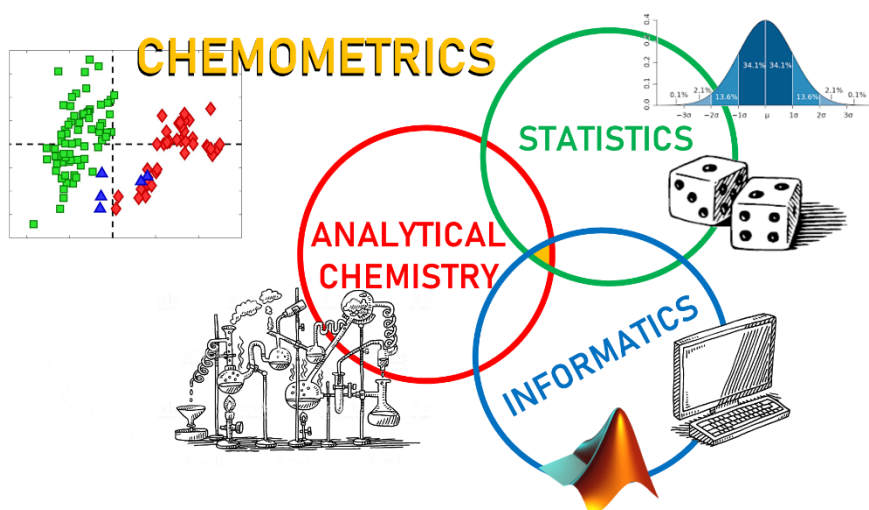 CHEMOMETRICS
STATISTICS
ANALYTICAL
CHEMISTRY
INFORMATICS
0.4
0.3
0.2
0.1
0.0
34.1% 34.1%
0.1% 2.1% 13.6% 13.6% 2.1% 0.1%
−3σ −2σ −1σ μ 1σ 2σ 3σ